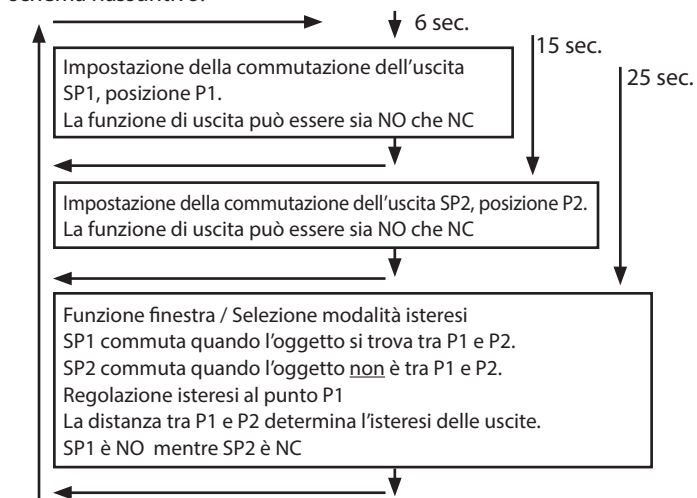 schema riassuntivo:
6 sec.
15 sec.
25 sec.
Impostazione della commutazione dell'uscita
SP1, posizione P1.
La funzione di uscita può essere sia NO che NC
Impostazione della commutazione dell'uscita SP2, posizione P2.
La funzione di uscita può essere sia NO che NC
Funzione finestra / Selezione modalità isteresi
SP1 commuta quando l'oggetto si trova tra P1 e P2.
SP2 commuta quando l'oggetto non è tra P1 e P2.
Regolazione isteresi al punto P1
La distanza tra P1 e P2 determina l'isteresi delle uscite.
SP1 è NO mentre SP2 è NC